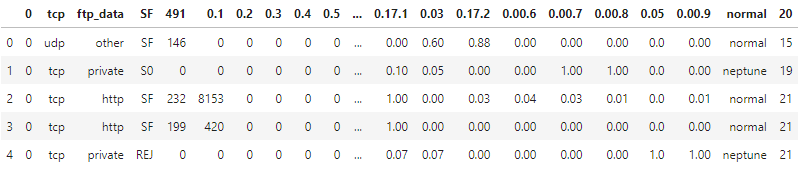 0 tcp ftp_data SF 491 0.1 0.2 0.3 0.4 0.5 ... 0.17.1 0.03 0.17.2 0.00.6 0.00.7 0.00.8 0.05 0.00.9 normal 20
0 0 udp other SF 146 0 0 0 0 0 ... 0.00 0.60 0.88 0.00 0.00 0.00 0.0 0.00 normal 15
1 0 tcp private S0 0 0 0 0 0 0 ... 0.10 0.05 0.00 0.00 1.00 1.00 0.0 0.00 neptune 19
2 0 tcp http SF 232 8153 0 0 0 0 ... 1.00 0.00 0.03 0.04 0.03 0.01 0.0 0.01 normal 21
3 0 tcp http SF 199 420 0 0 0 0 ... 1.00 0.00 0.00 0.00 0.00 0.00 0.0 0.00 normal 21
4 0 tcp private REJ 0 0 0 0 0 0 ... 0.07 0.07 0.00 0.00 0.00 0.00 1.0 1.00 neptune 21